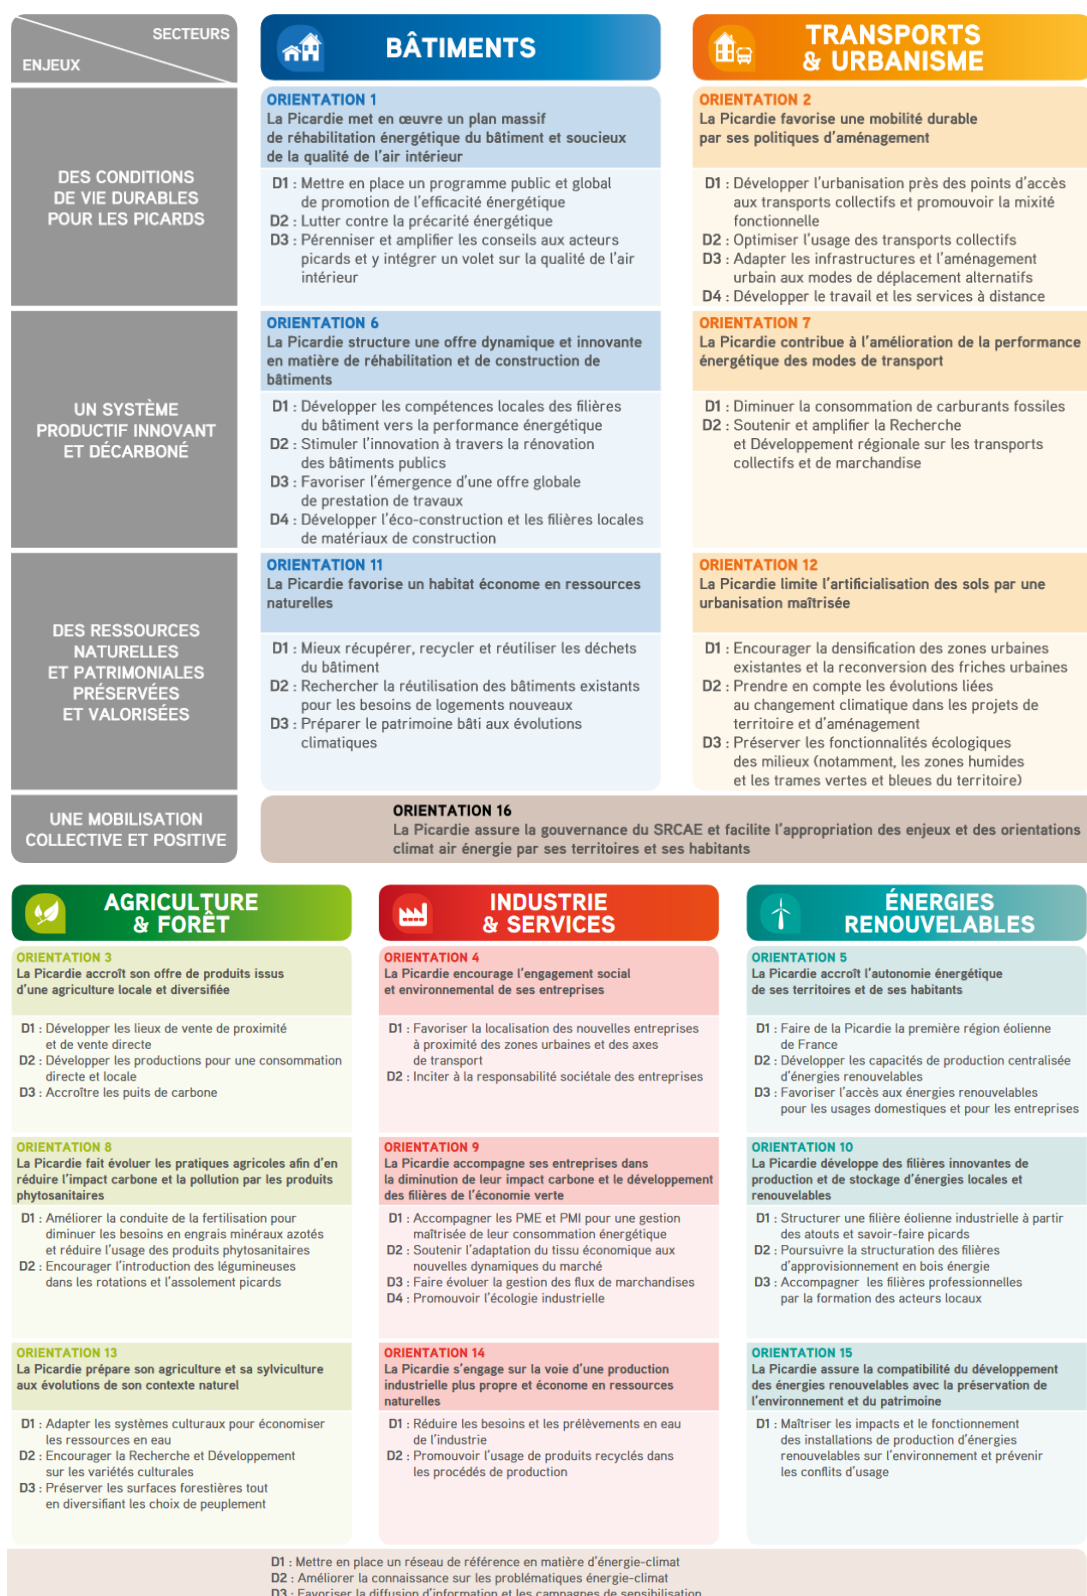 SECTEURS
ENJEUX
BÂTIMENTS
TRANSPORTS
& URBANISME
DES CONDITIONS
DE VIE DURABLES
POUR LES PICARDS
ORIENTATION 1
La Picardie met en œuvre un plan massif
de réhabilitation énergétique du bâtiment et soucieux
de la qualité de l'air intérieur
D1 : Mettre en place un programme public et global
de promotion de l'efficacité énergétique
D2 : Lutter contre la précarité énergétique
D3 : Pérenniser et amplifier les conseils aux acteurs
picards et y intégrer un volet sur la qualité de l'air
intérieur
ORIENTATION 2
La Picardie favorise une mobilité durable
par ses politiques d'aménagement
D1 : Développer l'urbanisation près des points d'accès
aux transports collectifs et promouvoir la mixité
fonctionnelle
D2 : Optimiser l'usage des transports collectifs
D3 : Adapter les infrastructures et l'aménagement
urbain aux modes de déplacement alternatifs
D4 : Développer le travail et les services à distance
UN SYSTÈME
PRODUCTIF INNOVANT
ET DÉCARBONÉ
ORIENTATION 6
La Picardie structure une offre dynamique et innovante
en matière de réhabilitation et de construction de
bâtiments
D1 : Développer les compétences locales des filières
du bâtiment vers la performance énergétique
D2 : Stimuler l'innovation à travers la rénovation
des bâtiments publics
D3 : Favoriser l'émergence d'une offre globale
de prestation de travaux
D4 : Développer l'éco-construction et les filières locales
de matériaux de construction
ORIENTATION 7
La Picardie contribue à l'amélioration de la performance
énergétique des modes de transport
D1 : Diminuer la consommation de carburants fossiles
D2 : Soutenir et amplifier la Recherche
et Développement régionale sur les transports
collectifs et de marchandise
DES RESSOURCES
NATURELLES
ET PATRIMONIALES
PRÉSERVÉES
ET VALORISÉES
ORIENTATION 11
La Picardie favorise un habitat économe en ressources
naturelles
D1 : Mieux récupérer, recycler et réutiliser les déchets
du bâtiment
D2 : Rechercher la réutilisation des bâtiments existants
pour les besoins de logements nouveaux
D3 : Préparer le patrimoine bâti aux évolutions
climatiques
ORIENTATION 12
La Picardie limite l'artificialisation des sols par une
urbanisation maîtrisée
D1 : Encourager la densification des zones urbaines
existantes et la reconversion des friches urbaines
D2 : Prendre en compte les évolutions liées
au changement climatique dans les projets de
territoire et d'aménagement
D3 : Préserver les fonctionnalités écologiques
des milieux (notamment, les zones humides
et les trames vertes et bleues du territoire)
UNE MOBILISATION
COLLECTIVE ET POSITIVE
ORIENTATION 16
La Picardie assure la gouvernance du SRCAE et facilite l'appropriation des enjeux et des orientations
climat air énergie par ses territoires et ses habitants
AGRICULTURE
& FORÊT
INDUSTRIE
& SERVICES
ÉNERGIES
RENOUVELABLES
ORIENTATION 3
La Picardie accroît son offre de produits issus
d'une agriculture locale et diversifiée
D1 : Développer les lieux de vente de proximité
et de vente directe
D2 : Développer les productions pour une consommation
directe et locale
D3 : Accroître les puits de carbone
ORIENTATION 4
La Picardie encourage l'engagement social
et environnemental de ses entreprises
D1 : Favoriser la localisation des nouvelles entreprises
à proximité des zones urbaines et des axes
de transport
D2 : Inciter à la responsabilité sociétale des entreprises
ORIENTATION 5
La Picardie accroît l'autonomie énergétique
de ses territoires et de ses habitants
D1 : Faire de la Picardie la première région éolienne
de France
D2 : Développer les capacités de production centralisée
d'énergies renouvelables
D3 : Favoriser l'accès aux énergies renouvelables
pour les usages domestiques et pour les entreprises
ORIENTATION 8
La Picardie fait évoluer les pratiques agricoles afin d'en
réduire l'impact carbone et la pollution par les produits
phytosanitaires
D1 : Améliorer la conduite de la fertilisation pour
diminuer les besoins en engrais minéraux azotés
et réduire l'usage des produits phytosanitaires
D2 : Encourager l'introduction des légumineuses
dans les rotations et l'assolement picards
ORIENTATION 9
La Picardie accompagne ses entreprises dans
la diminution de leur impact carbone et le développement
des filières de l'économie verte
D1 : Accompagner les PME et PMI pour une gestion
maîtrisée de leur consommation énergétique
D2 : Soutenir l'adaptation du tissu économique aux
nouvelles dynamiques du marché
D3 : Faire évoluer la gestion des flux de marchandises
D4 : Promouvoir l'écologie industrielle
ORIENTATION 10
La Picardie développe des filières innovantes de
production et de stockage d'énergies locales et
renouvelables
D1 : Structurer une filière éolienne industrielle à partir
des atouts et savoir-faire picards
D2 : Poursuivre la structuration des filières
d'approvisionnement en bois énergie
D3 : Accompagner les filières professionnelles
par la formation des acteurs locaux
ORIENTATION 13
La Picardie prépare son agriculture et sa sylviculture
aux évolutions de son contexte naturel
D1 : Adapter les systèmes culturaux pour économiser
les ressources en eau
D2 : Encourager la Recherche et Développement
sur les variétés culturales
D3 : Préserver les surfaces forestières tout
en diversifiant les choix de peuplement
ORIENTATION 14
La Picardie s'engage sur la voie d'une production
industrielle plus propre et économe en ressources
naturelles
D1 : Réduire les besoins et les prélèvements en eau
de l'industrie
D2 : Promouvoir l'usage de produits recyclés dans
les procédés de production
ORIENTATION 15
La Picardie assure la compatibilité du développement
des énergies renouvelables avec la préservation de
l'environnement et du patrimoine
D1 : Maîtriser les impacts et le fonctionnement
des installations de production d'énergies
renouvelables sur l'environnement et prévenir
les conflits d'usage
D1 : Mettre en place un réseau de référence en matière d'énergie-climat
D2 : Améliorer la connaissance sur les problématiques énergie-climat
D3 : Favoriser la diffusion d'information et les campagnes de sensibilisation